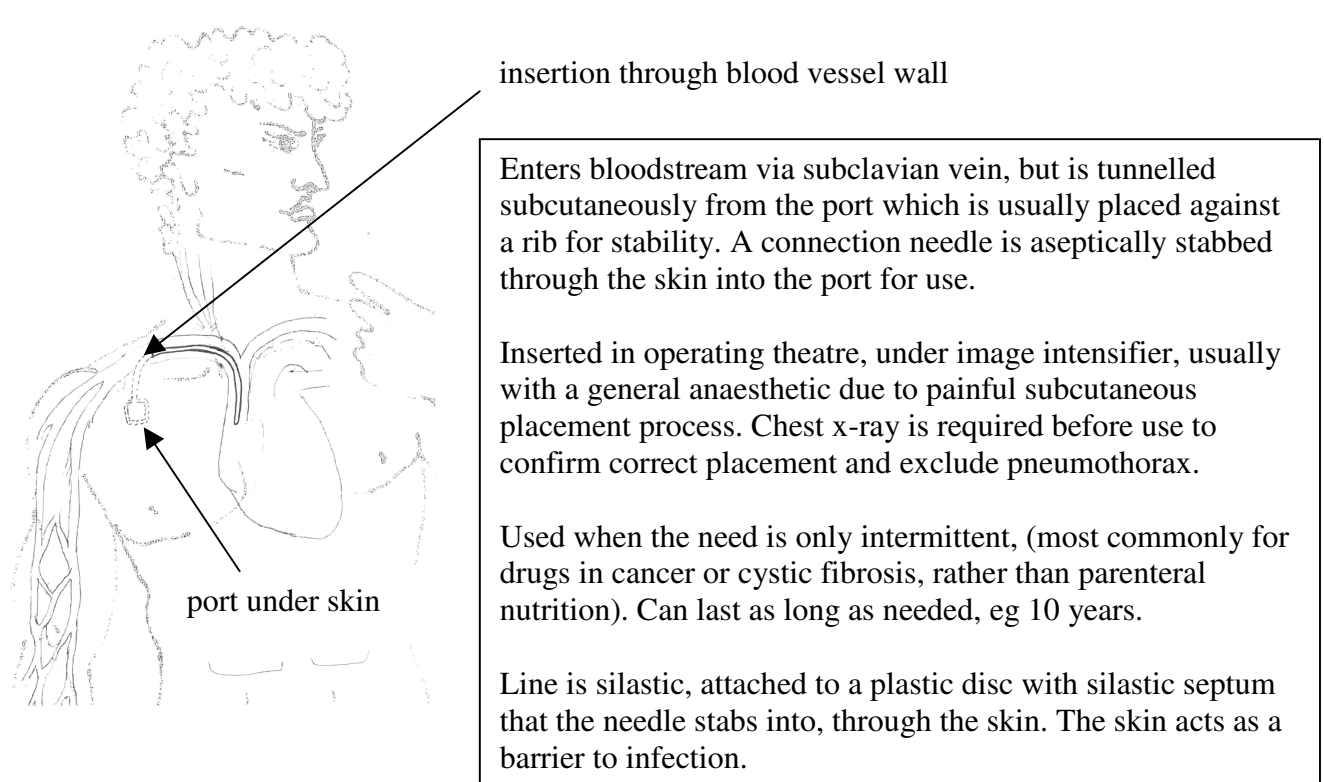 insertion through blood vessel wall
Enters bloodstream via subclavian vein, but is tunnelled
subcutaneously from the port which is usually placed against
a rib for stability. A connection needle is aseptically stabbed
through the skin into the port for use.
Inserted in operating theatre, under image intensifier, usually
with a general anaesthetic due to painful subcutaneous
placement process. Chest x-ray is required before use to
confirm correct placement and exclude pneumothorax.
Used when the need is only intermittent, (most commonly for
drugs in cancer or cystic fibrosis, rather than parenteral
nutrition). Can last as long as needed, eg 10 years.
Line is silastic, attached to a plastic disc with silastic septum
that the needle stabs into, through the skin. The skin acts as a
barrier to infection.
port under skin